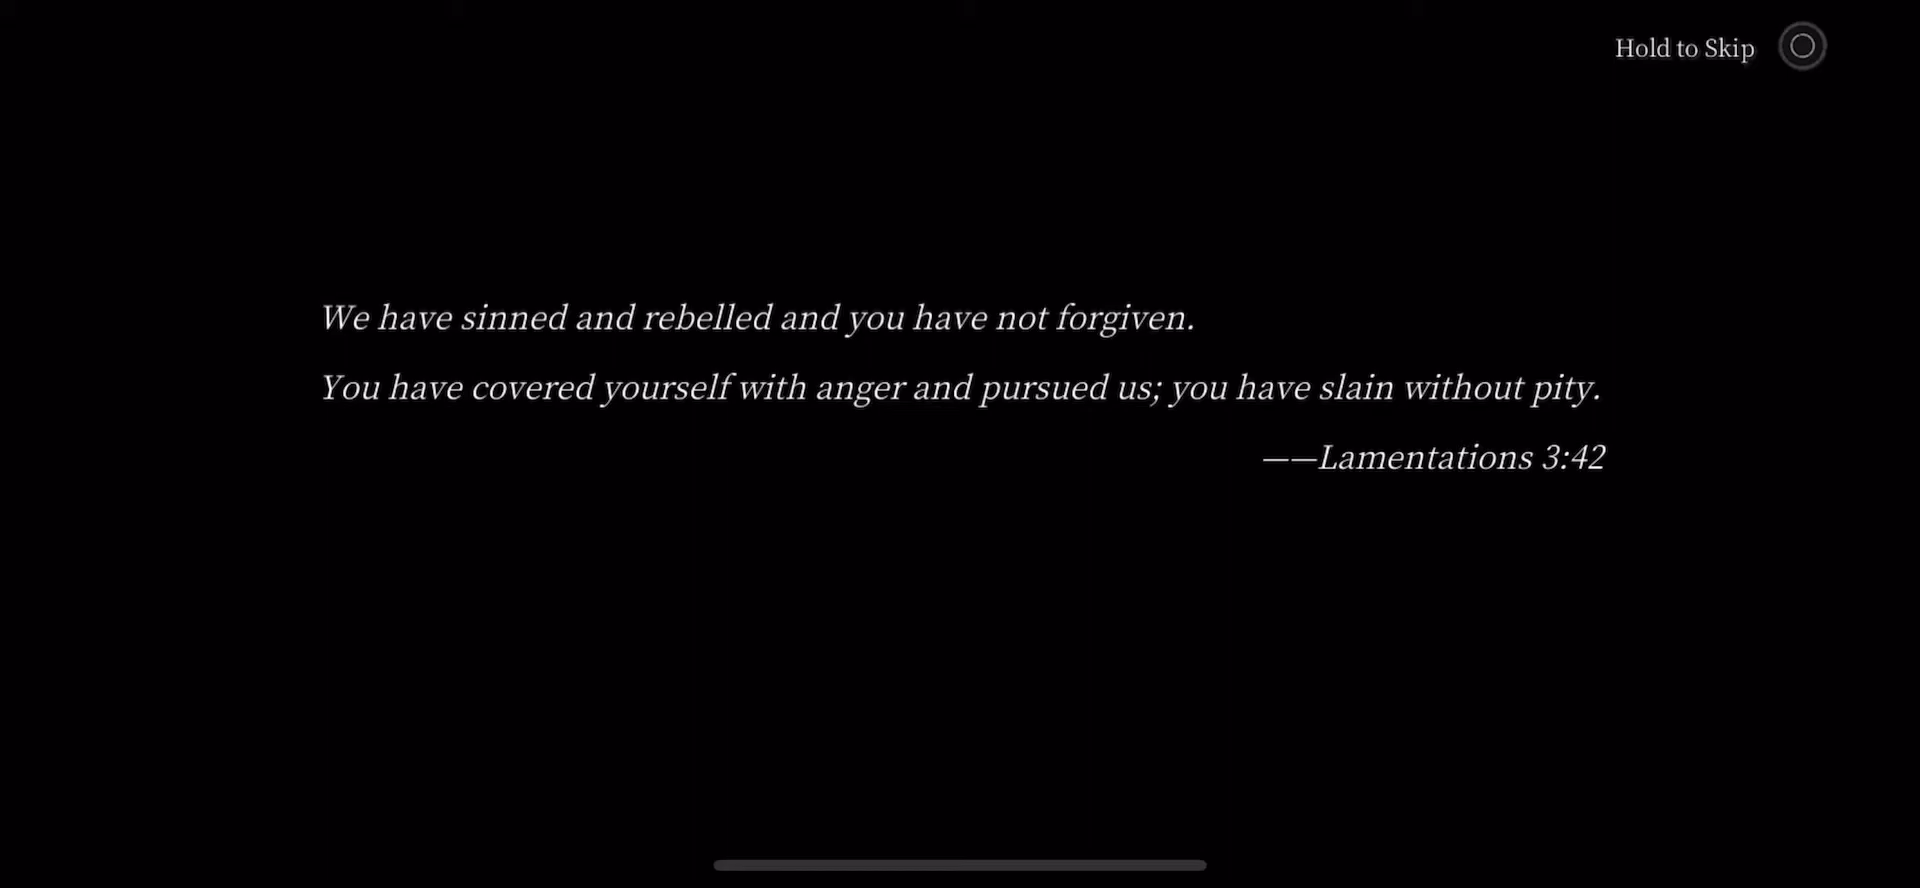 Hold to Skip
We have sinned and rebelled and you have not forgiven.
You have covered yourself with anger and pursued us; you have slain without pity.
——Lamentations 3:42